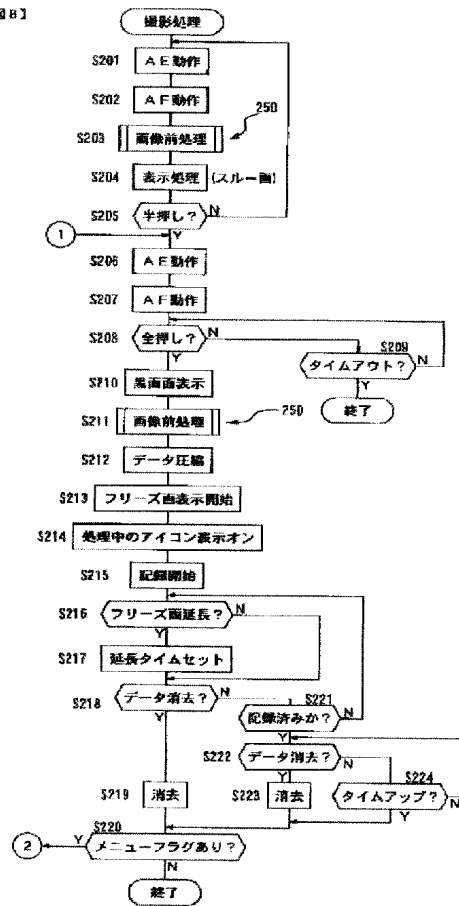 図8】
撮影処理
S201 AE動作
S202 AF動作
250
S203 画像前処理
S204 表示処理 (スルー画)
S205 半押し? N
1 Y
S206 AE動作
S207 AF動作
S208 全押し? N
S209
Y タイムアウト? N
S210 黒画面表示 Y
終了
S211 画像前処理 250
S212 データ圧縮
S213 フリーズ画表示開始
S214 処理中のアイコン表示オン
S215 記録開始
S216 フリーズ画延長? N
Y
S217 延長タイムセット
S218 データ消去? N S221
Y 記録済みか? N
Y
S222 データ消去? N
Y S224
S219 消去 S223 消去 タイムアップ? N
S220 Y
2 Y メニューフラグあり?
N
終了